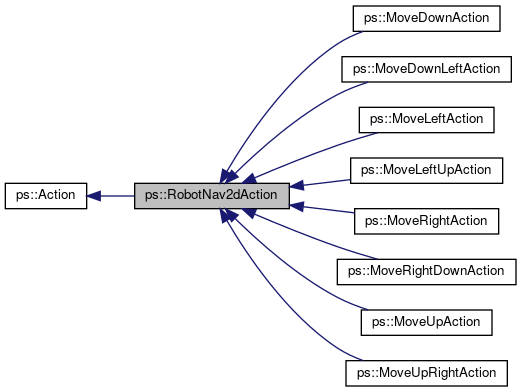 ps::MoveDownAction
ps::MoveDownLeftAction
ps::MoveLeftAction
ps::MoveLeftUpAction
ps::Action
ps::RobotNav2dAction
ps::MoveRightAction
ps::MoveRightDownAction
ps::MoveUpAction
ps::MoveUpRightAction